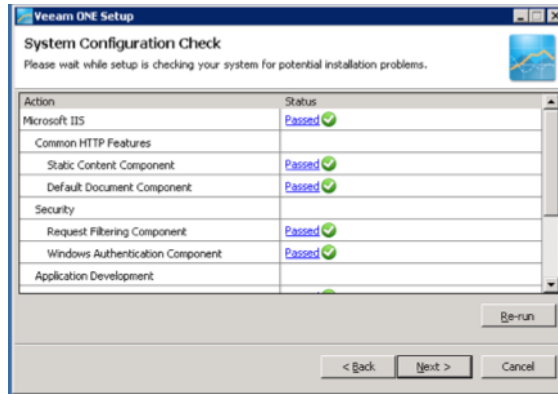 Veeam ONE Setup
System Configuration Check
Please wait while setup is checking your system for potential installation problems.
Action Status
Microsoft IIS Passed
Common HTTP Features
Static Content Component Passed
Default Document Component Passed
Security
Request Filtering Component Passed
Windows Authentication Component Passed
Application Development
Re-run
< Back Next > Cancel